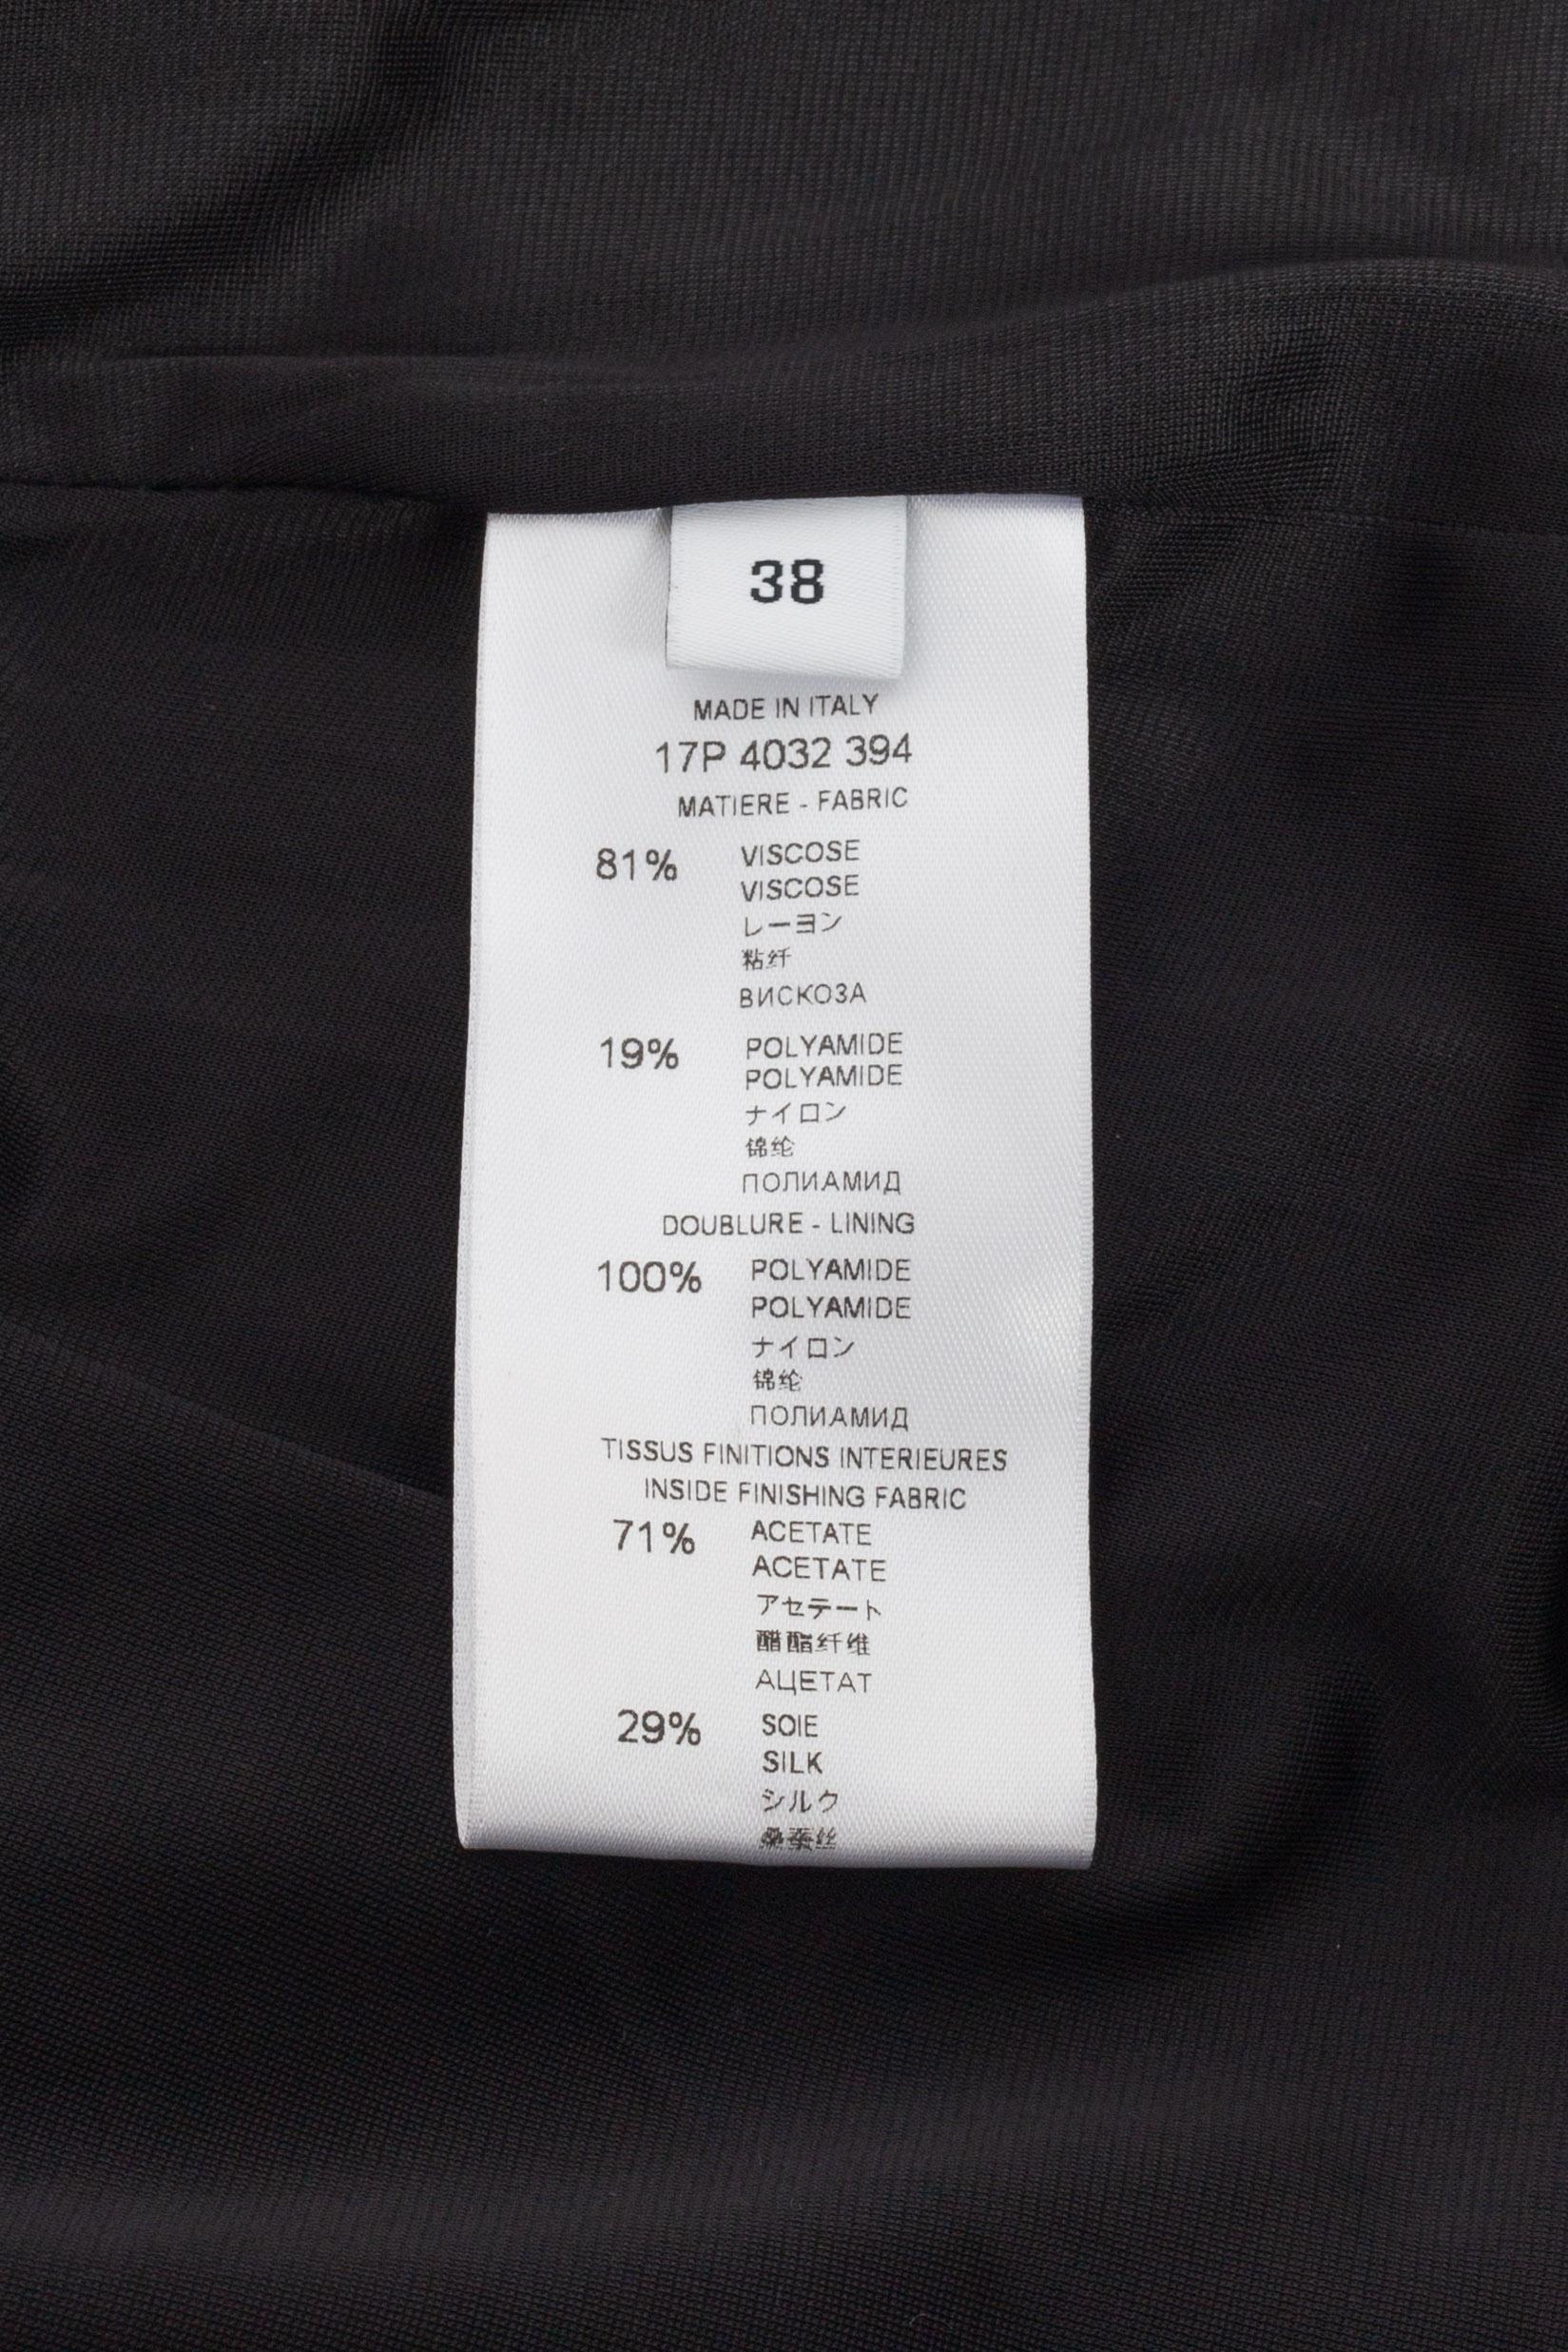 38
MADE IN ITALY
17P 4032 394
MATIERE - FABRIC
81% VISCOSE
VISCOSE
レーヨン
粘纤
ВИСКОЗА
19% POLYAMIDE
POLYAMIDE
ナイロン
锦纶
ПОЛИАМИД
DOUBLURE - LINING
100% POLYAMIDE
POLYAMIDE
ナイロン
锦纶
ПОЛИАМИД
TISSUS FINITIONS INTERIEURES
INSIDE FINISHING FABRIC
71% ACETATE
ACETATE
アセテート
醋酯纤维
АЦЕТАТ
29% SOIE
SILK
シルク
桑蚕丝